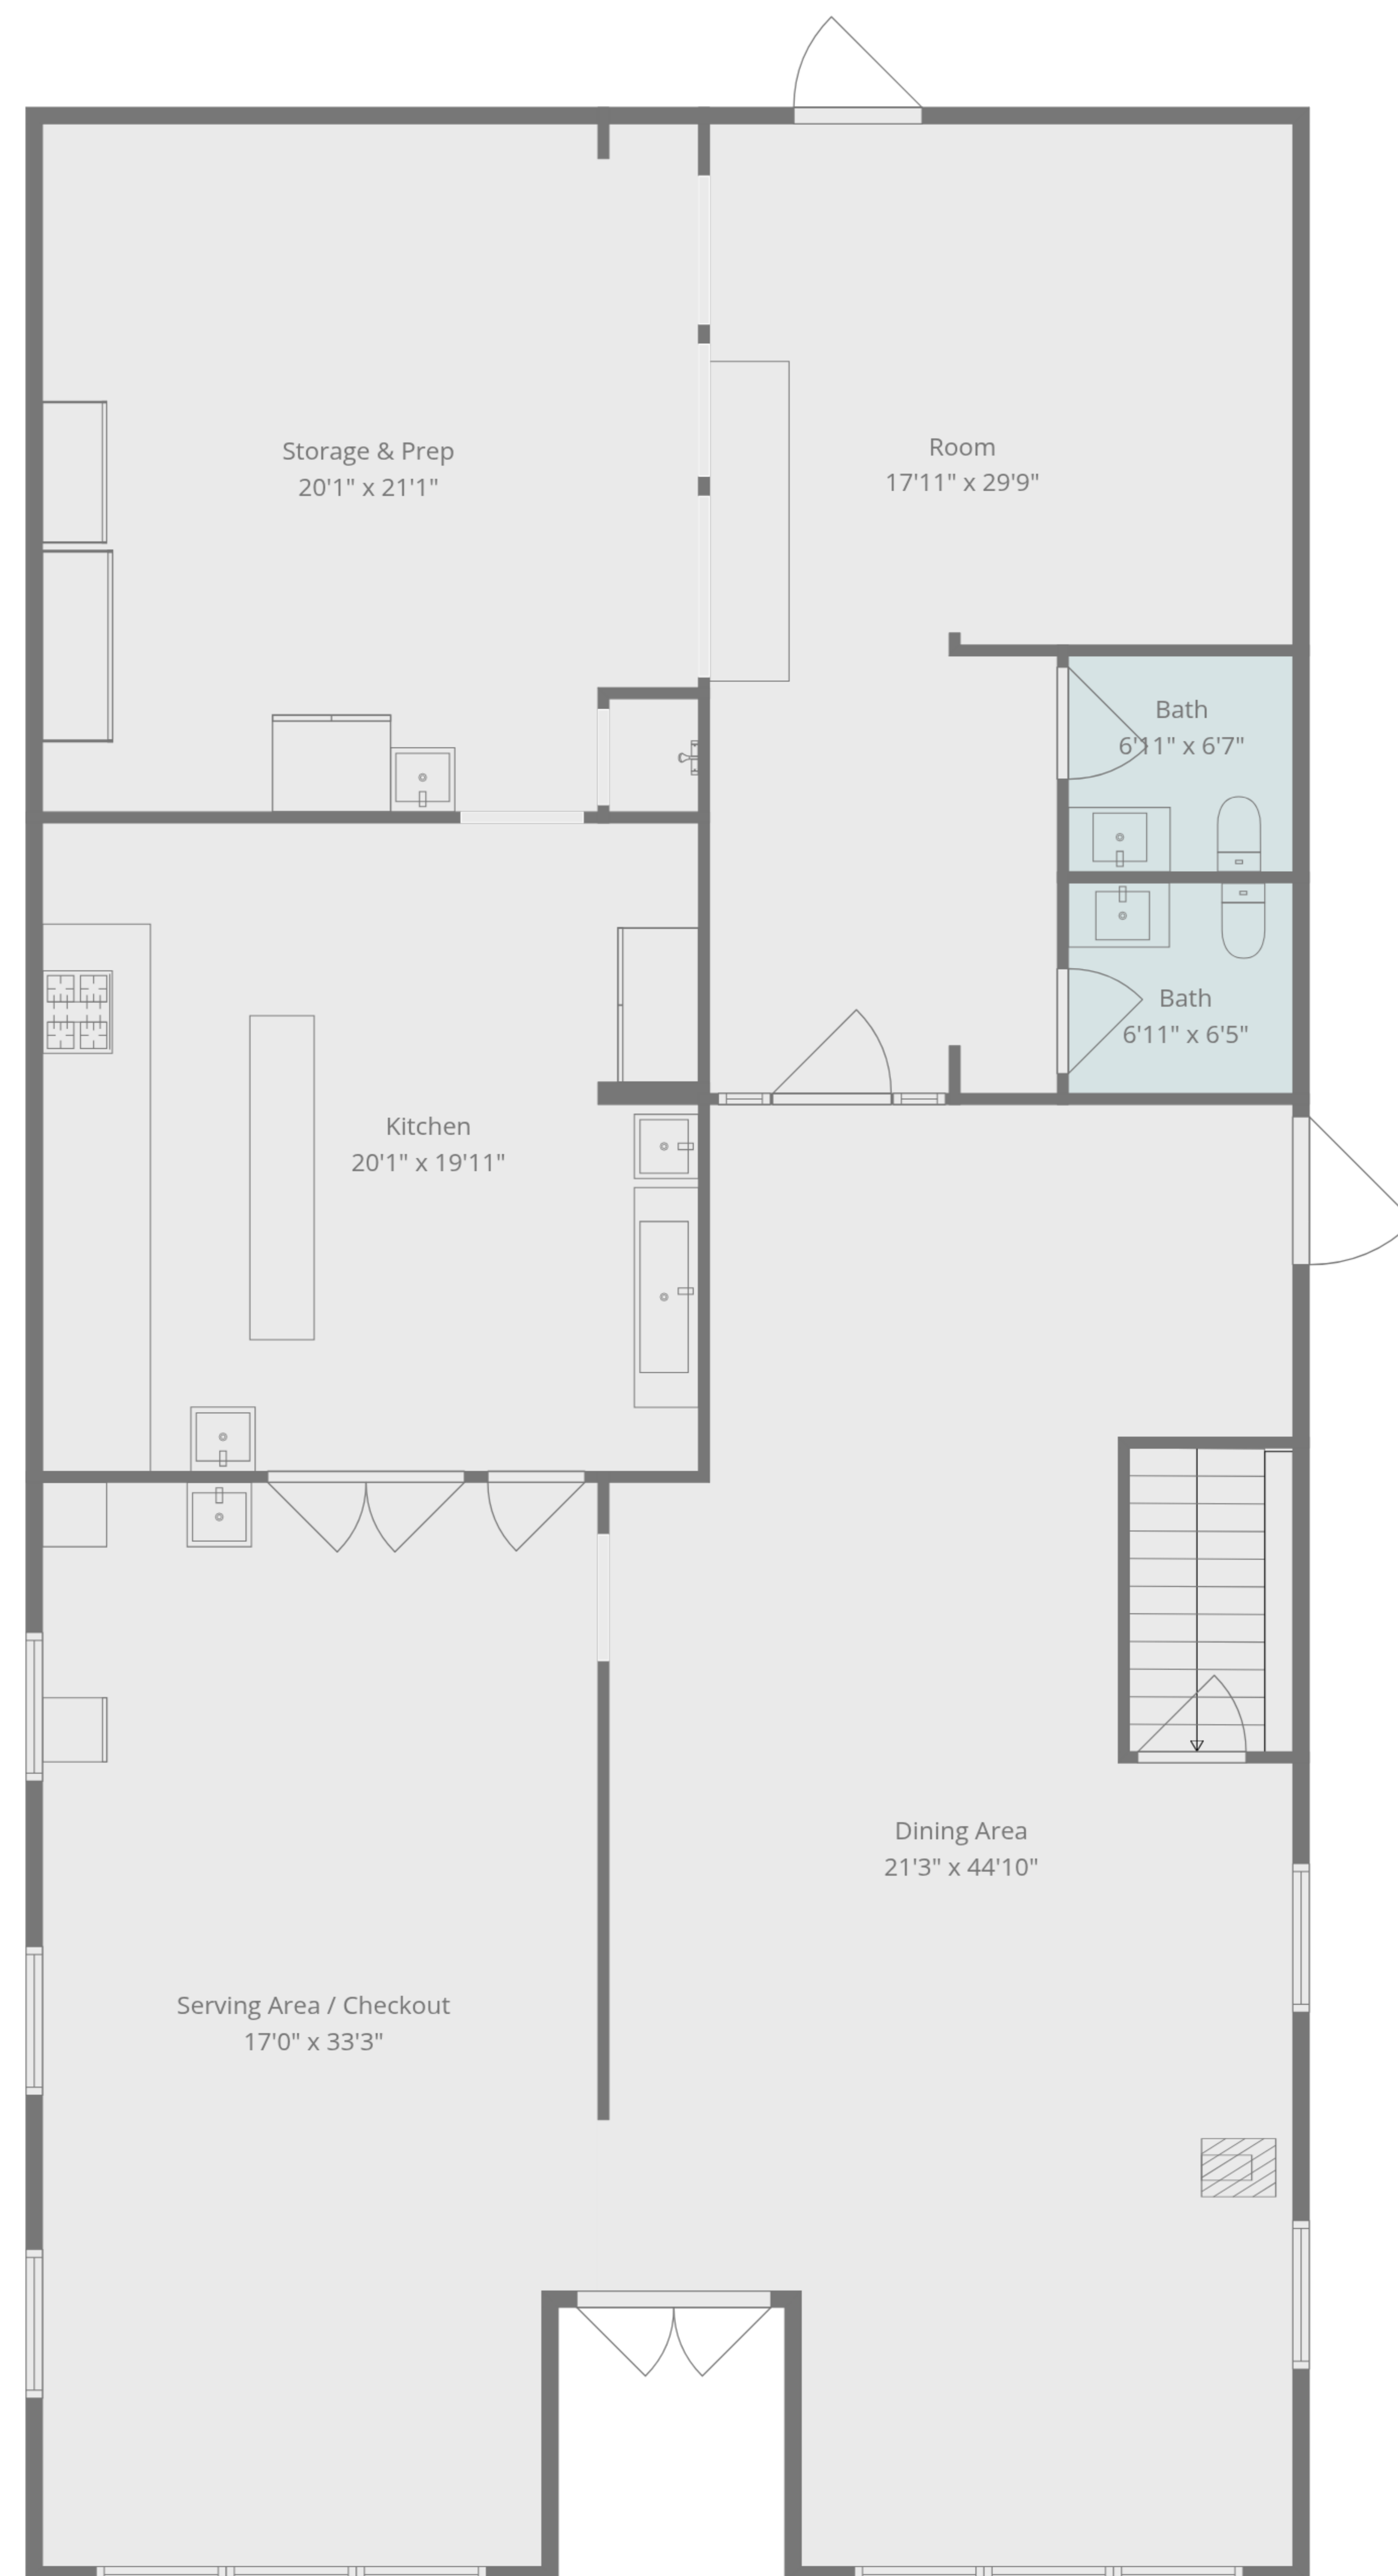 Storage & Prep
20'1" x 21'1"
Room
17'11" x 29'9"
Bath
6'11" x 6'7"
Bath
6'11" x 6'5"
Kitchen
20'1" x 19'11"
Dining Area
21'3" x 44'10"
Serving Area / Checkout
17'0" x 33'3"